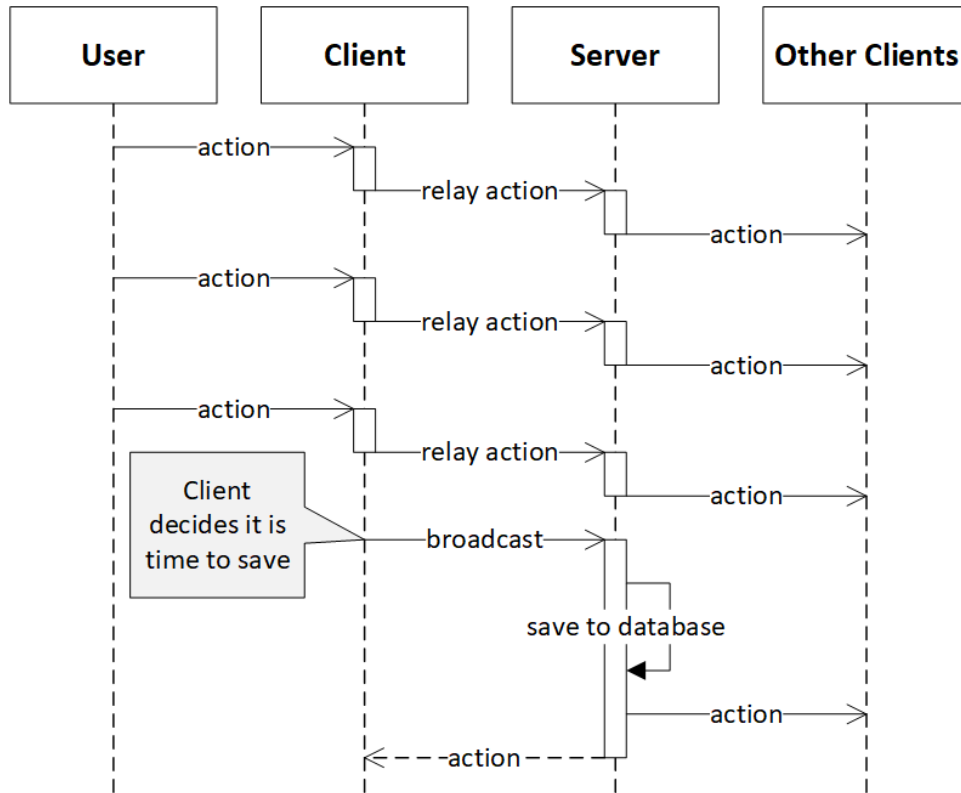 User
Client
Server
Other Clients
action
relay action
action
action
relay action
action
action
relay action
action
Client
decides it is
time to save
broadcast
save to database
action
action